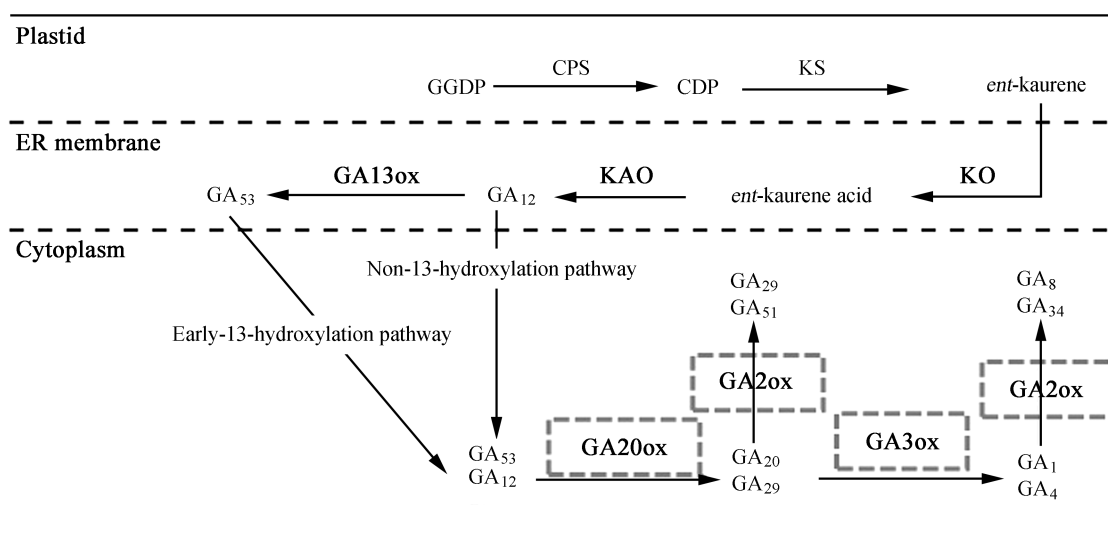 Plastid
CPS
KS
GGDP
CDP
ent-kaurene
ER membrane
GA13ox
KAO
KO
GA53
GA12
ent-kaurene acid
Cytoplasm
Non-13-hydroxylation pathway
GA29
GA51
GA8
GA34
Early-13-hydroxylation pathway
GA2ox
GA2ox
GA20ox
GA3ox
GA53
GA12
GA20
GA29
GA1
GA4